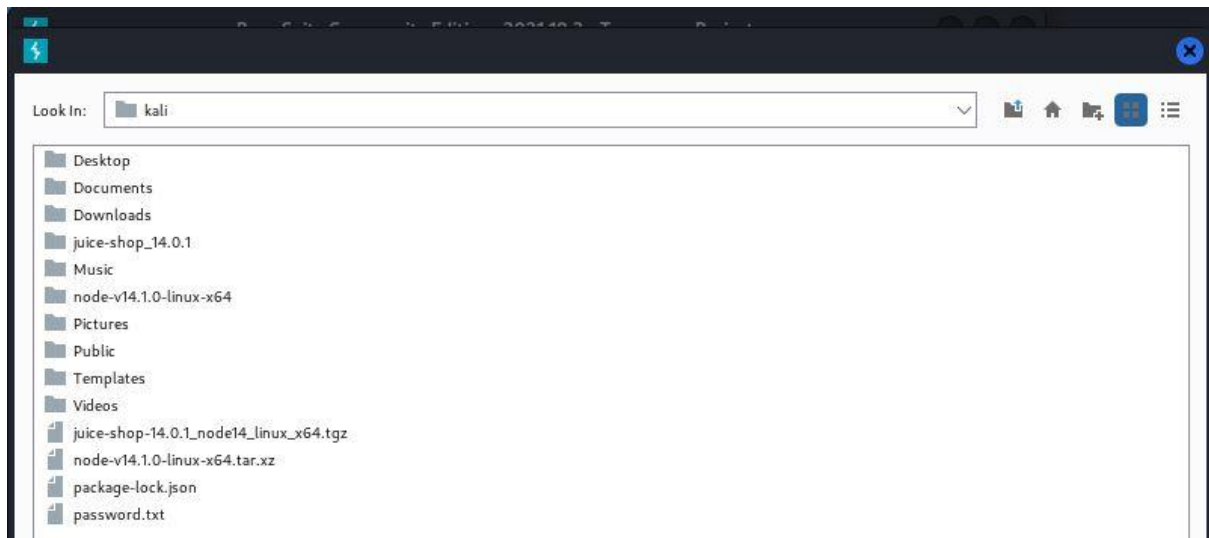 Look In: kali
Desktop
Documents
Downloads
juice-shop_14.0.1
Music
node-v14.1.0-linux-x64
Pictures
Public
Templates
Videos
juice-shop-14.0.1_node14_linux_x64.tgz
node-v14.1.0-linux-x64.tar.xz
package-lock.json
password.txt